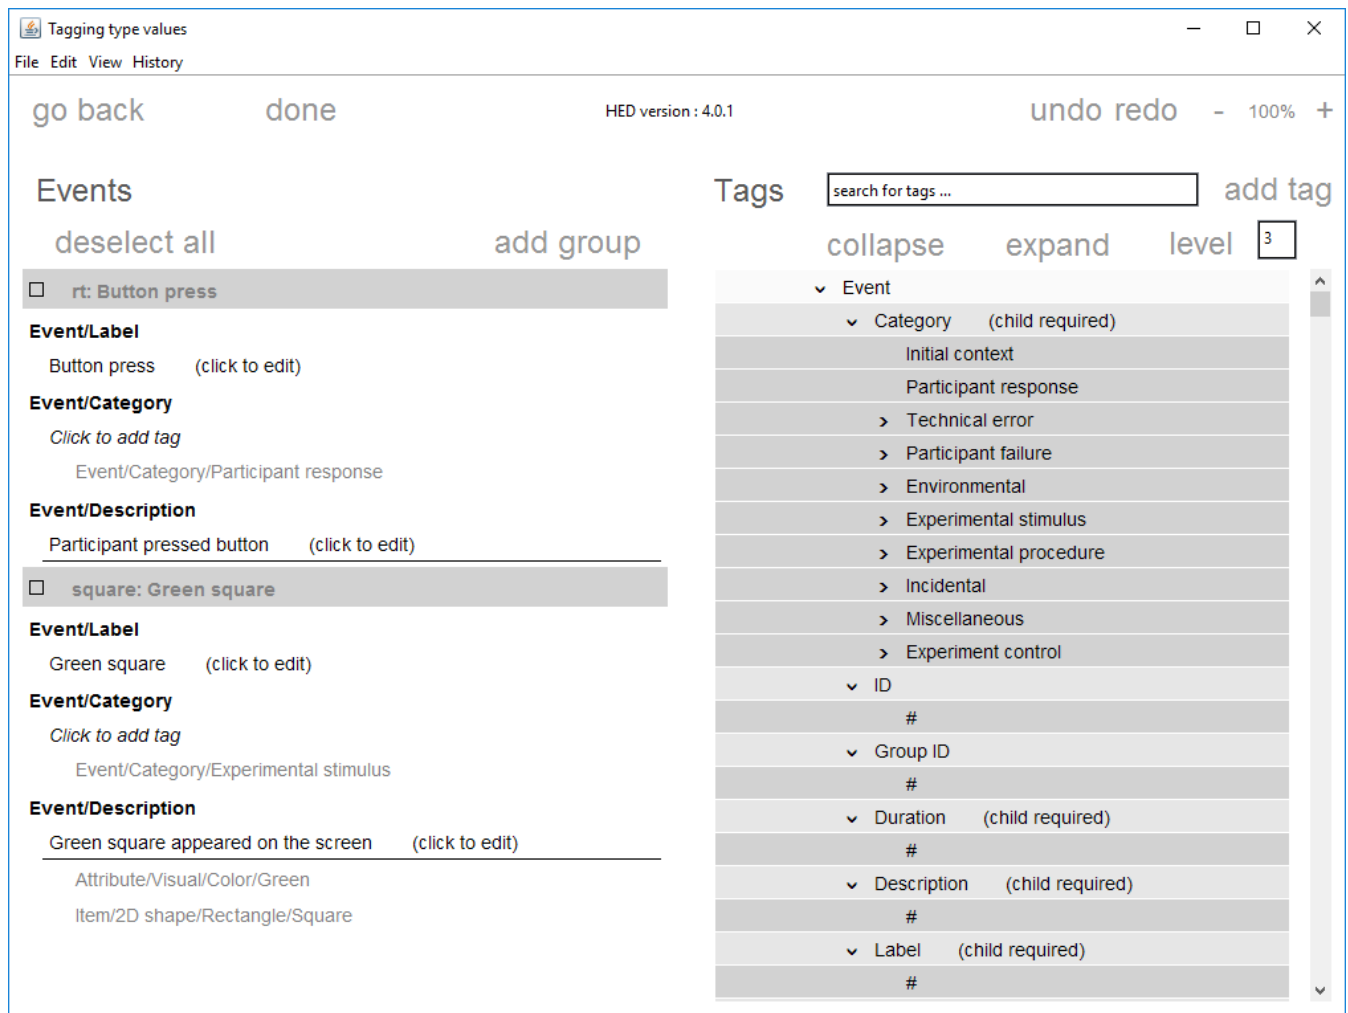 Tagging type values
File Edit View History
go back done HED version : 4.0.1 undo redo - 100% +
Events
deselect all add group
rt: Button press
Event/Label
Button press (click to edit)
Event/Category
Click to add tag
Event/Category/Participant response
Event/Description
Participant pressed button (click to edit)
square: Green square
Event/Label
Green square (click to edit)
Event/Category
Click to add tag
Event/Category/Experimental stimulus
Event/Description
Green square appeared on the screen (click to edit)
Attribute/Visual/Color/Green
Item/2D shape/Rectangle/Square
Tags search for tags ... add tag
collapse expand level 3
Event
Category (child required)
Initial context
Participant response
Technical error
Participant failure
Environmental
Experimental stimulus
Experimental procedure
Incidental
Miscellaneous
Experiment control
ID
#
Group ID
#
Duration (child required)
#
Description (child required)
#
Label (child required)
#